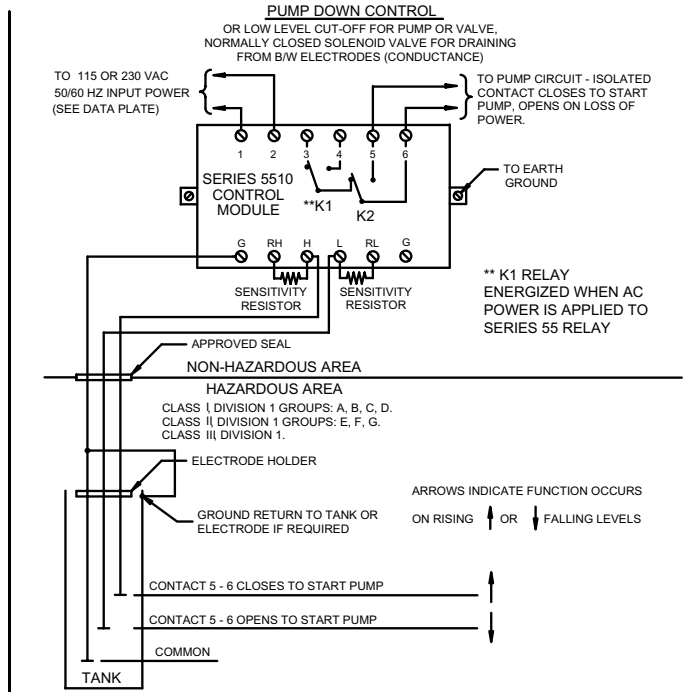 PUMP DOWN CONTROL
OR LOW LEVEL CUT-OFF FOR PUMP OR VALVE,
NORMALLY CLOSED SOLENOID VALVE FOR DRAINING
FROM B/W ELECTRODES (CONDUCTANCE)
TO 115 OR 230 VAC
50/60 HZ INPUT POWER
(SEE DATA PLATE)
TO PUMP CIRCUIT - ISOLATED
CONTACT CLOSES TO START
PUMP, OPENS ON LOSS OF
POWER.
1 2 3 4 5 6
SERIES 5510
CONTROL
MODULE
**K1
K2
TO EARTH
GROUND
G RH H L RL G
SENSITIVITY
RESISTOR
SENSITIVITY
RESISTOR
** K1 RELAY
ENERGIZED WHEN AC
POWER IS APPLIED TO
SERIES 55 RELAY
APPROVED SEAL
NON-HAZARDOUS AREA
HAZARDOUS AREA
CLASS I, DIVISION 1 GROUPS: A, B, C, D.
CLASS II, DIVISION 1 GROUPS: E, F, G.
CLASS III, DIVISION 1.
ELECTRODE HOLDER
GROUND RETURN TO TANK OR
ELECTRODE IF REQUIRED
ARROWS INDICATE FUNCTION OCCURS
ON RISING OR FALLING LEVELS
CONTACT 5 - 6 CLOSES TO START PUMP
CONTACT 5 - 6 OPENS TO START PUMP
COMMON
TANK